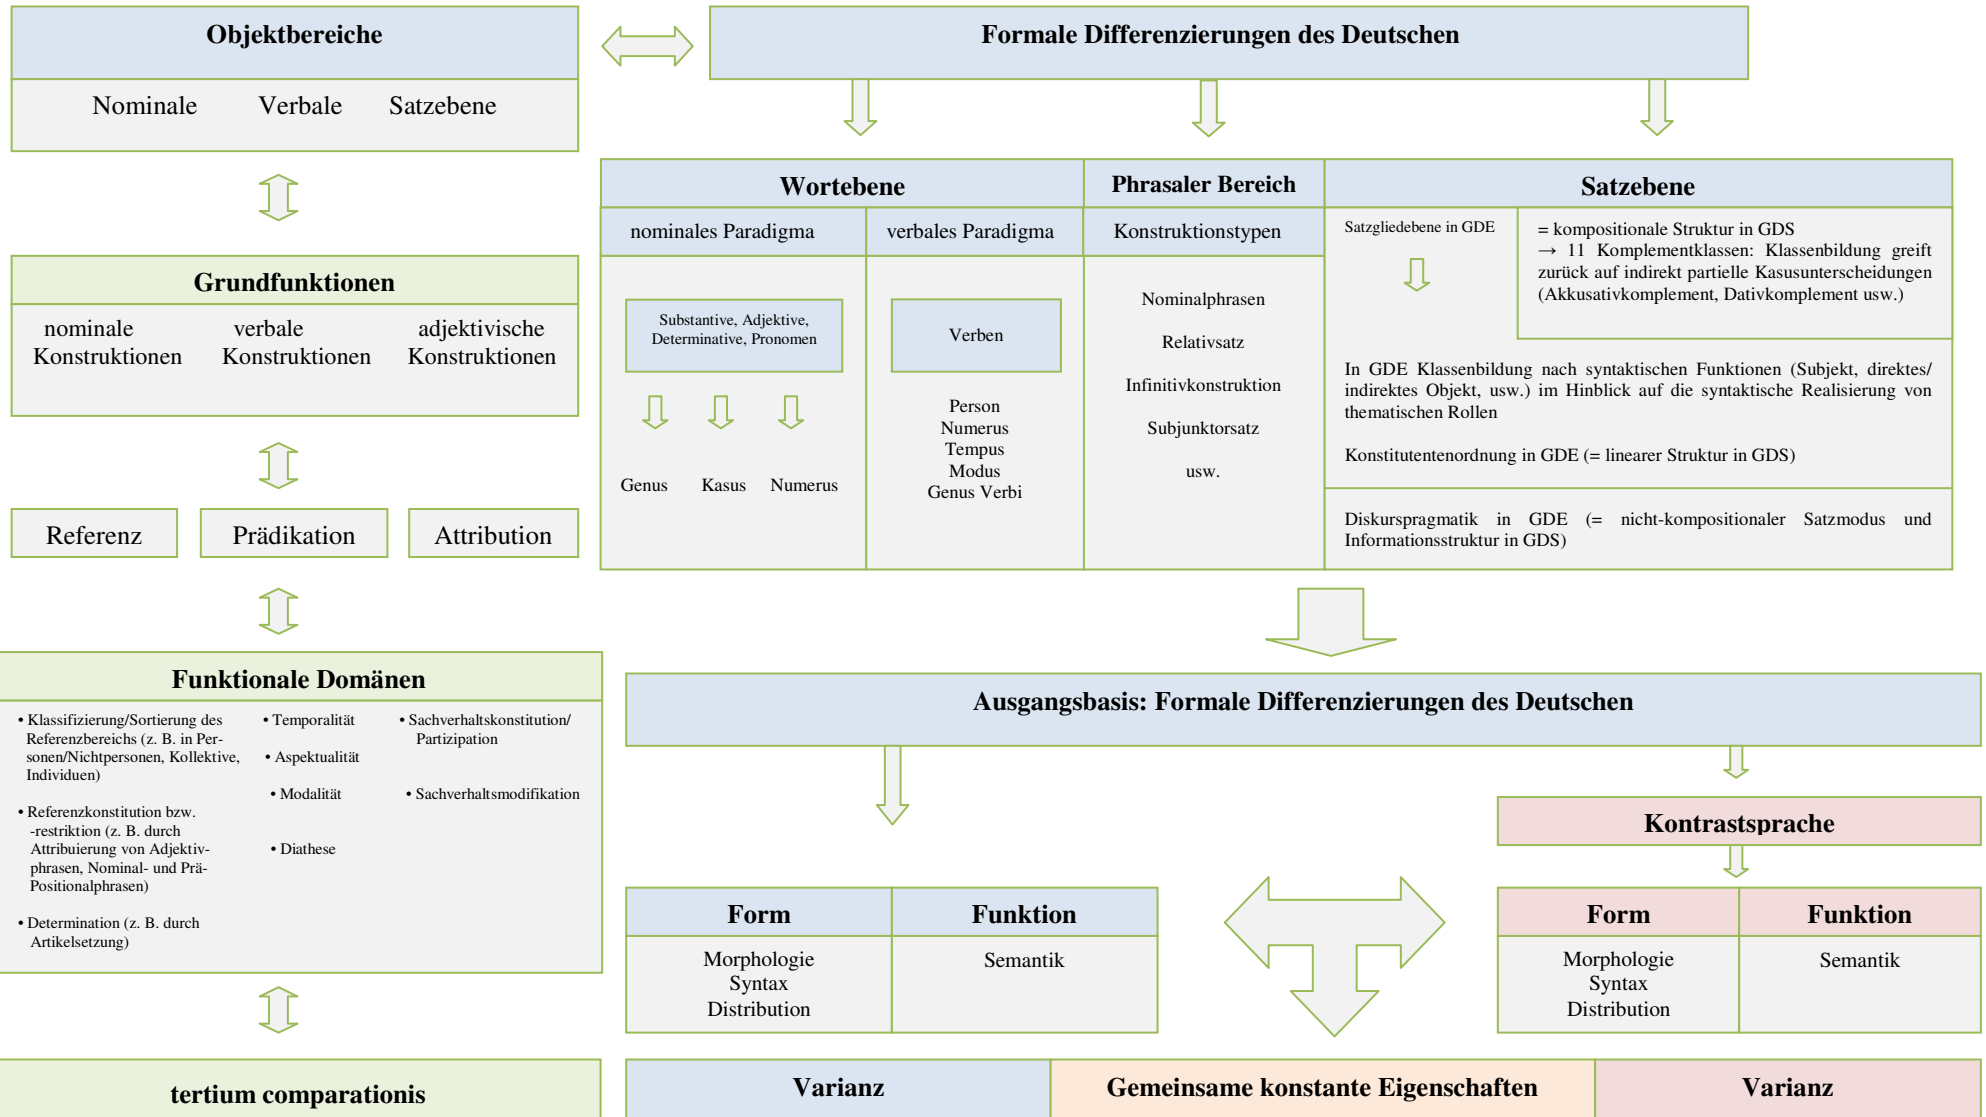 Objektbereiche
Nominale Verbale Satzebene
Grundfunktionen
nominale Konstruktionen
verbale Konstruktionen
adjektivische Konstruktionen
Referenz
Prädikation
Attribution
Funktionale Domänen
• Klassifizierung/Sortierung des
Referenzbereichs (z. B. in Per-
sonen/Nichtpersonen, Kollektive,
Individuen)
• Referenzkonstitution bzw.
-restriktion (z. B. durch
Attribuierung von Adjektiv-
phrasen, Nominal- und Prä-
Positionalphrasen)
• Determination (z. B. durch
Artikelsetzung)
• Temporalität
• Aspektualität
• Modalität
• Diathese
• Sachverhaltskonstitution/
Partizipation
• Sachverhaltsmodifikation
tertium comparationis
Formale Differenzierungen des Deutschen
Wortebene
nominales Paradigma
Substantive, Adjektive,
Determinative, Pronomen
Genus Kasus Numerus
verbales Paradigma
Verben
Person
Numerus
Tempus
Modus
Genus Verbi
Phrasaler Bereich
Konstruktionstypen
Nominalphrasen
Relativsatz
Infinitivkonstruktion
Subjunktorsatz
usw.
Satzebene
Satzgliedebene in GDE
= kompositionale Struktur in GDS
→ 11 Komplementklassen: Klassenbildung greift
zurück auf indirekt partielle Kasusunterscheidungen
(Akkusativkomplement, Dativkomplement usw.)
In GDE Klassenbildung nach syntaktischen Funktionen (Subjekt, direktes/
indirektes Objekt, usw.) im Hinblick auf die syntaktische Realisierung von
thematischen Rollen
Konstitutentenordnung in GDE (= linearer Struktur in GDS)
Diskurspragmatik in GDE (= nicht-kompositionaler Satzmodus und
Informationsstruktur in GDS)
Ausgangsbasis: Formale Differenzierungen des Deutschen
Kontrastsprache
Form
Morphologie
Syntax
Distribution
Funktion
Semantik
Form
Morphologie
Syntax
Distribution
Funktion
Semantik
Varianz
Gemeinsame konstante Eigenschaften
Varianz